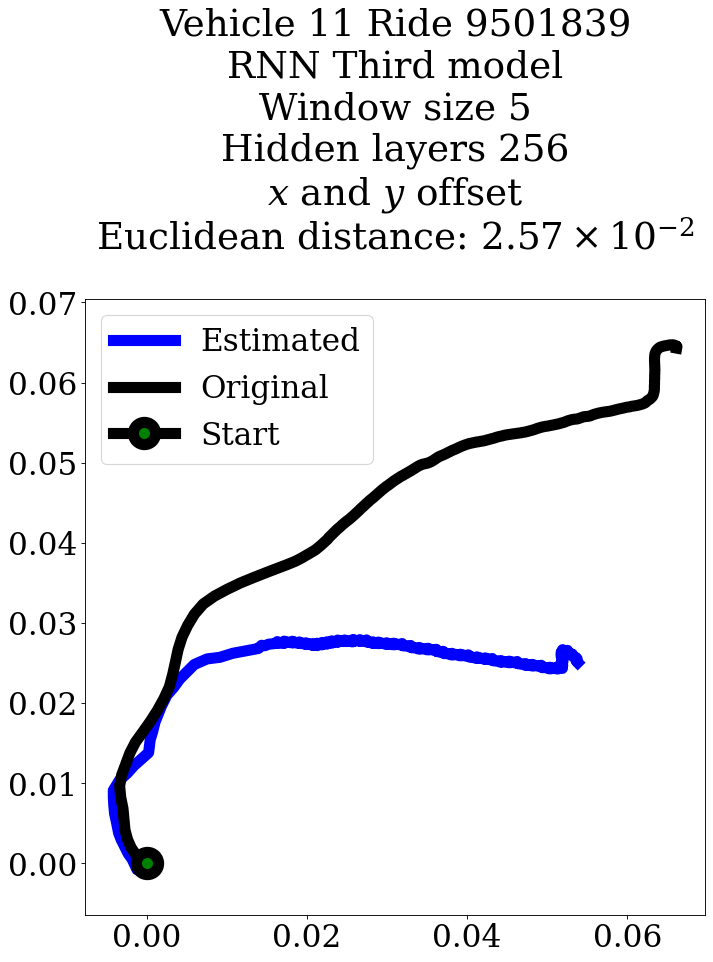 Vehicle 11 Ride 9501839
RNN Third model
Window size 5
Hidden layers 256
x and y offset
Euclidean distance: 2.57 × 10⁻²
Estimated
Original
Start
0.07
0.06
0.05
0.04
0.03
0.02
0.01
0.00
0.00 0.02 0.04 0.06